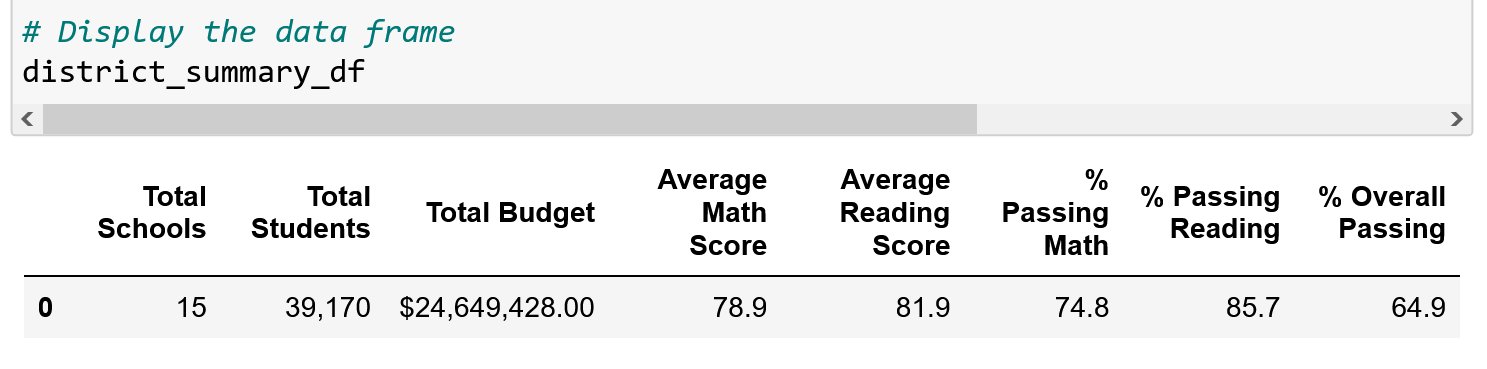 # Display the data frame
district_summary_df
Total Schools Total Students Total Budget Average Math Score Average Reading Score % Passing Math % Passing Reading % Overall Passing
0 15 39,170 $24,649,428.00 78.9 81.9 74.8 85.7 64.9